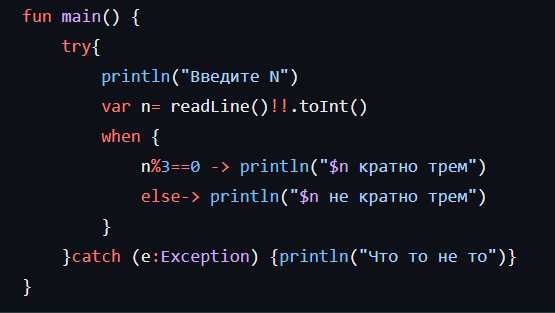 fun main() {
try{
println("Введите N")
var n= readLine()!!.toInt()
when {
n%3==0 -> println("$n кратно трем")
else-> println("$n не кратно трем")
}
}catch (e:Exception) {println("Что то не то")}
}